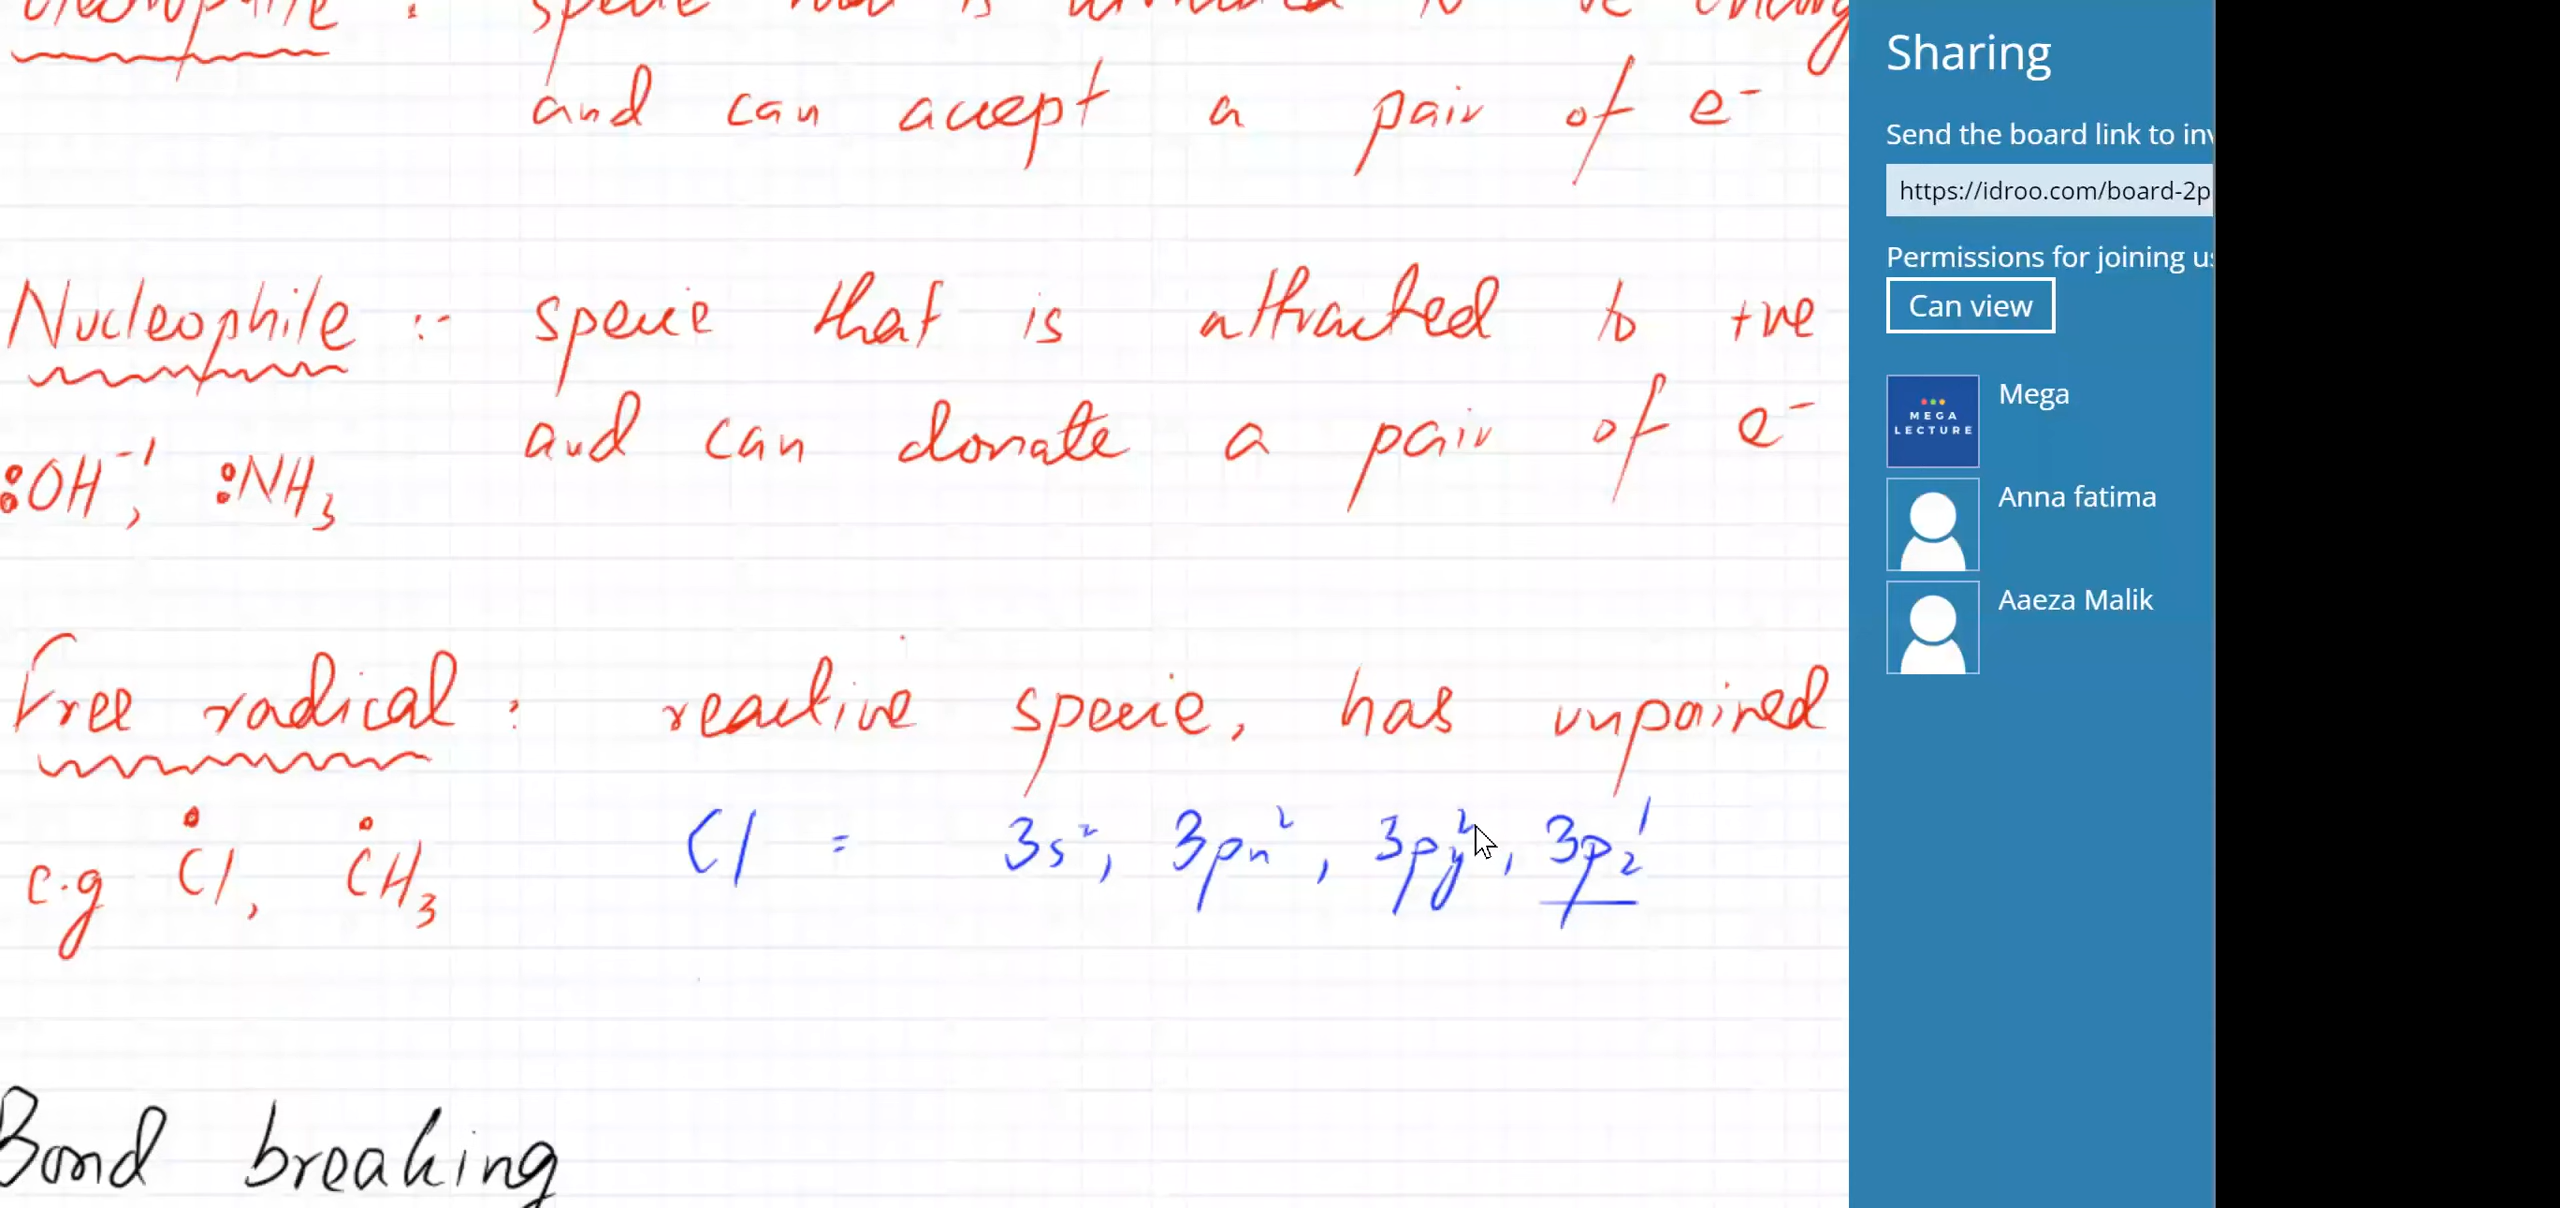 and can accept a pair of e⁻
Nucleophile :- specie that is attracted to +ve
and can donate a pair of e⁻
:OH⁻¹, :NH₃
Free radical : reactive specie, has unpaired
e.g Cl•, •CH₃
Cl = 3s², 3px², 3py², 3pz¹
Bond breaking
Sharing
Send the board link to inv
https://idroo.com/board-2p
Permissions for joining us
Can view
MEGA
LECTURE
Mega
Anna fatima
Aaeza Malik